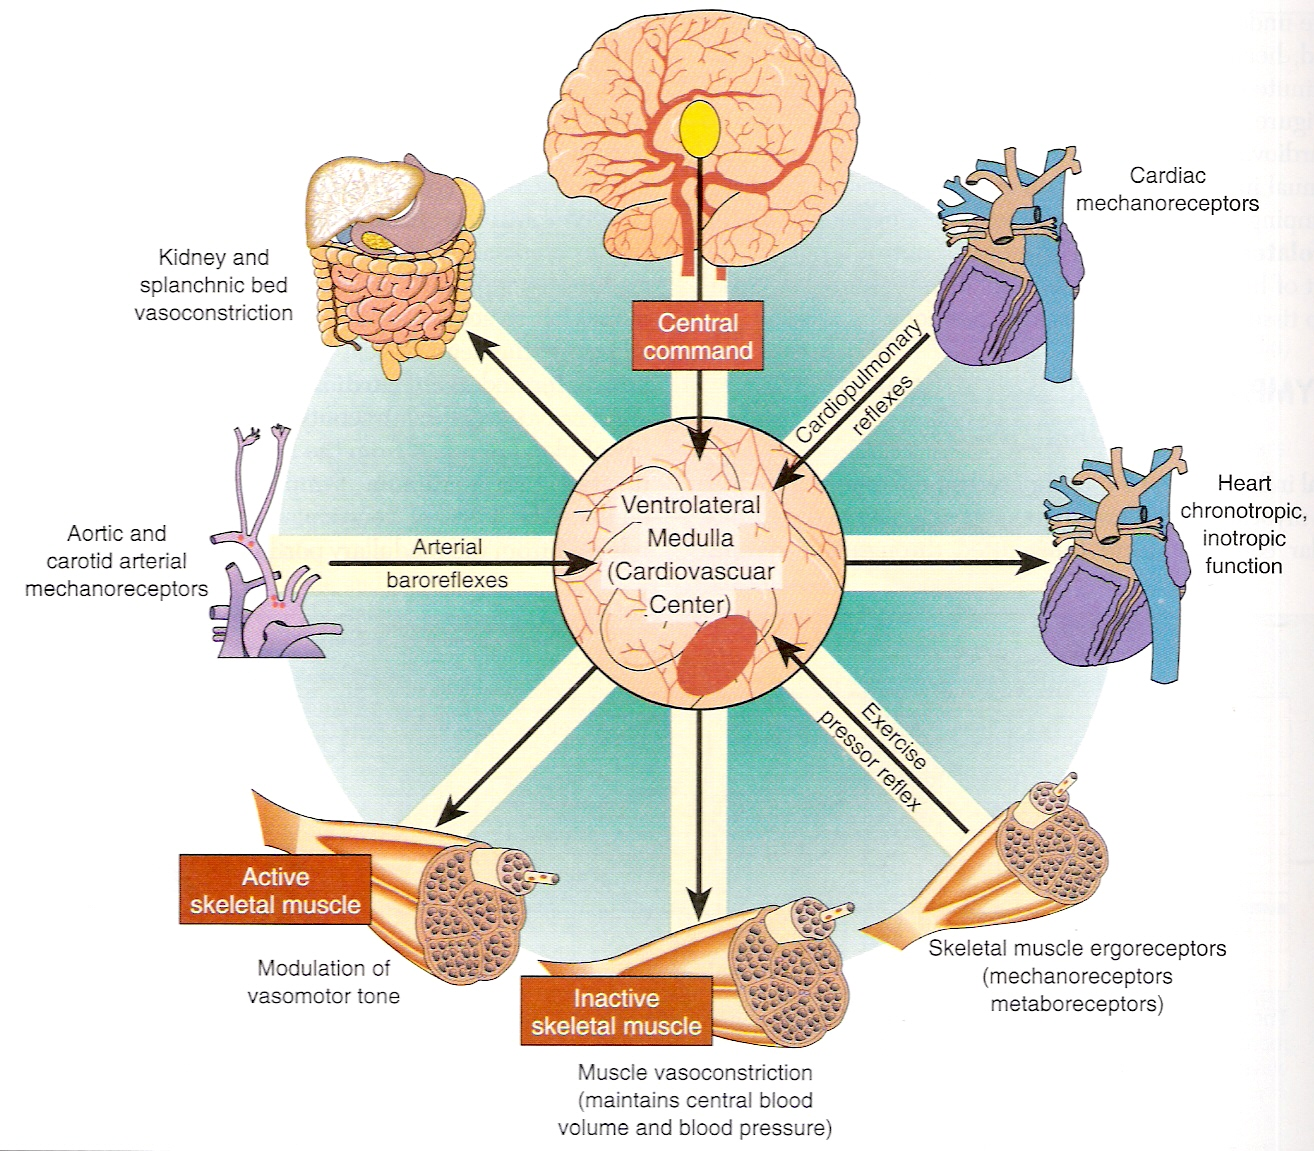 Cardiac
mechanoreceptors
Kidney and
splanchnic bed
vasoconstriction
Central
command
Cardiopulmonary
reflexes
Heart
chronotropic,
inotropic
function
Ventrolateral
Medulla
(Cardiovascuar
Center)
Aortic and
carotid arterial
mechanoreceptors
Arterial
baroreflexes
Exercise
pressor reflex
Active
skeletal muscle
Modulation of
vasomotor tone
Inactive
skeletal muscle
Muscle vasoconstriction
(maintains central blood
volume and blood pressure)
Skeletal muscle ergoreceptors
(mechanoreceptors
metaboreceptors)